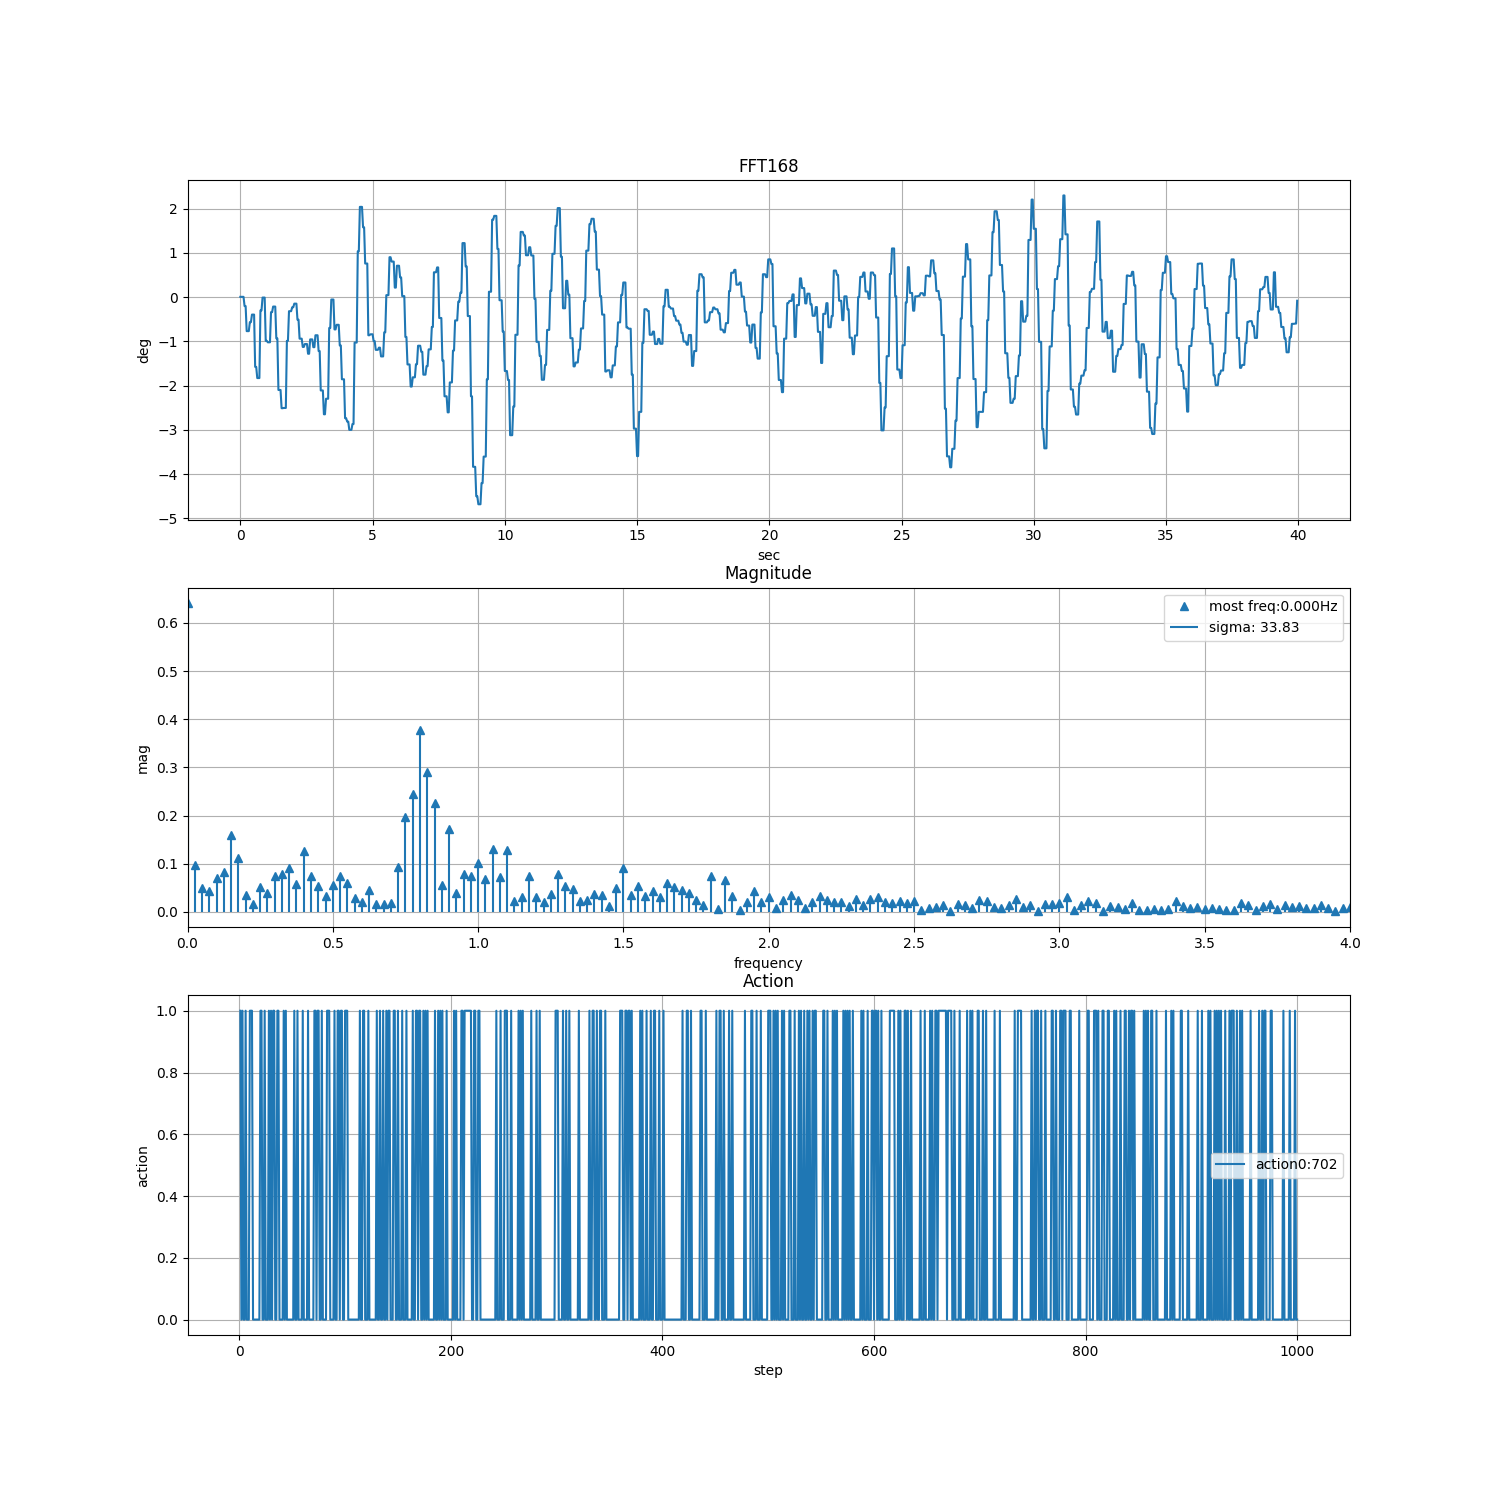 FFT168
2
1
0
−1
−2
−3
−4
−5
deg
0 5 10 15 20 25 30 35 40
sec
Magnitude
most freq:0.000Hz
sigma: 33.83
0.6
0.5
0.4
0.3
0.2
0.1
0.0
mag
0.0 0.5 1.0 1.5 2.0 2.5 3.0 3.5 4.0
frequency
Action
1.0
0.8
0.6
0.4
0.2
0.0
action
action0:702
0 200 400 600 800 1000
step